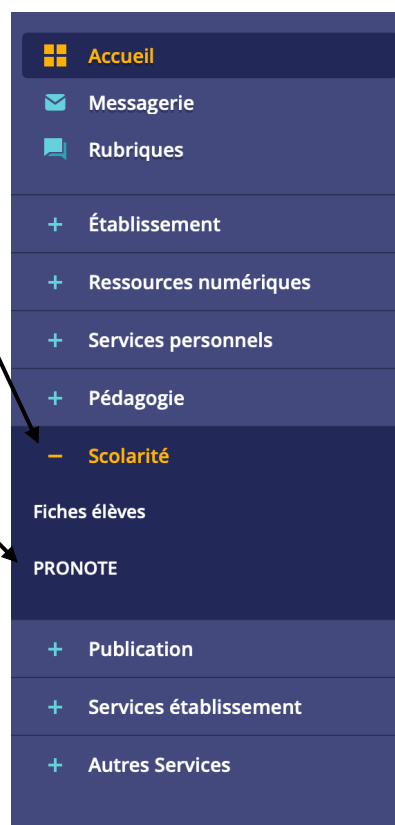 Accueil
Messagerie
Rubriques
Établissement
Ressources numériques
Services personnels
Pédagogie
Scolarité
Fiches élèves
PRONOTE
Publication
Services établissement
Autres Services